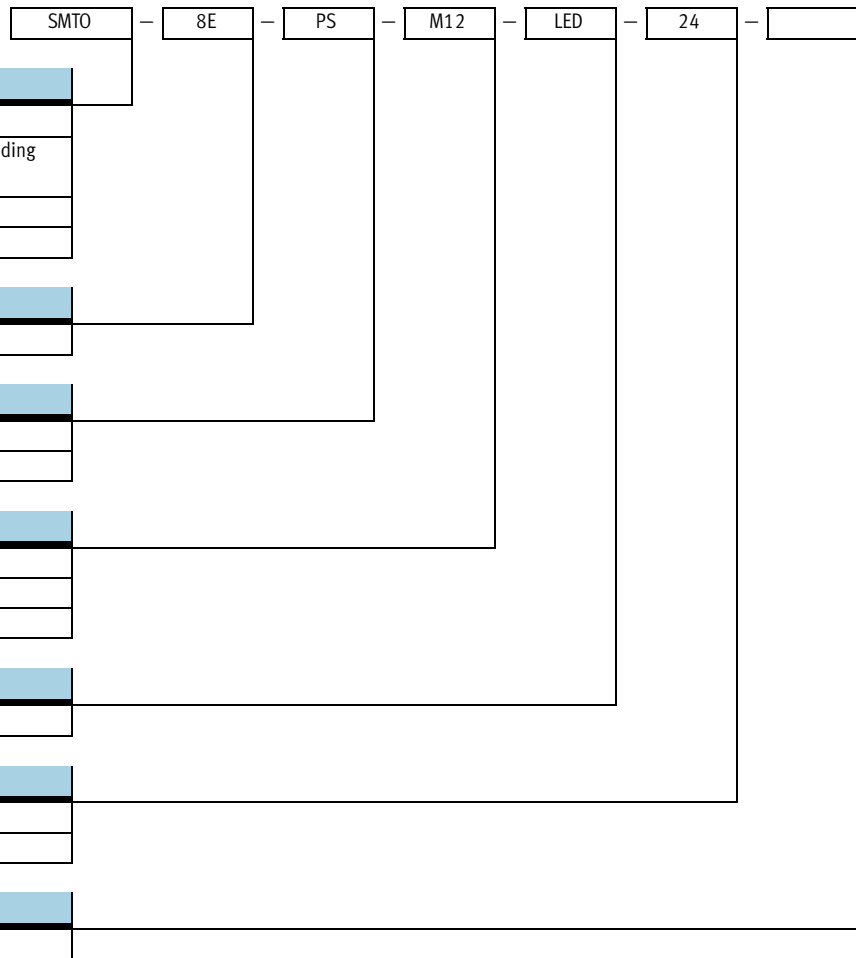 SMTO – 8E – PS – M12 – LED – 24 –
ding